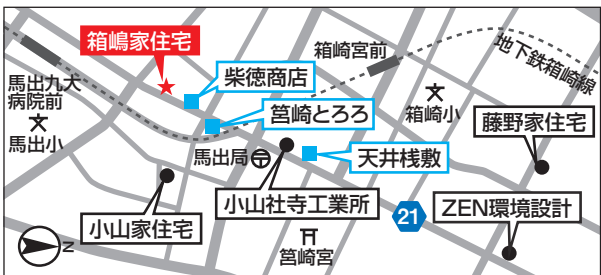 箱嶋家住宅
柴徳商店
筥崎とろろ
箱崎宮前
地下鉄箱崎線
馬出九大
病院前
文
馬出小
文
箱崎小
藤野家住宅
馬出局
天井桟敷
小山社寺工業所
21
ZEN環境設計
小山家住宅
筥崎宮
N